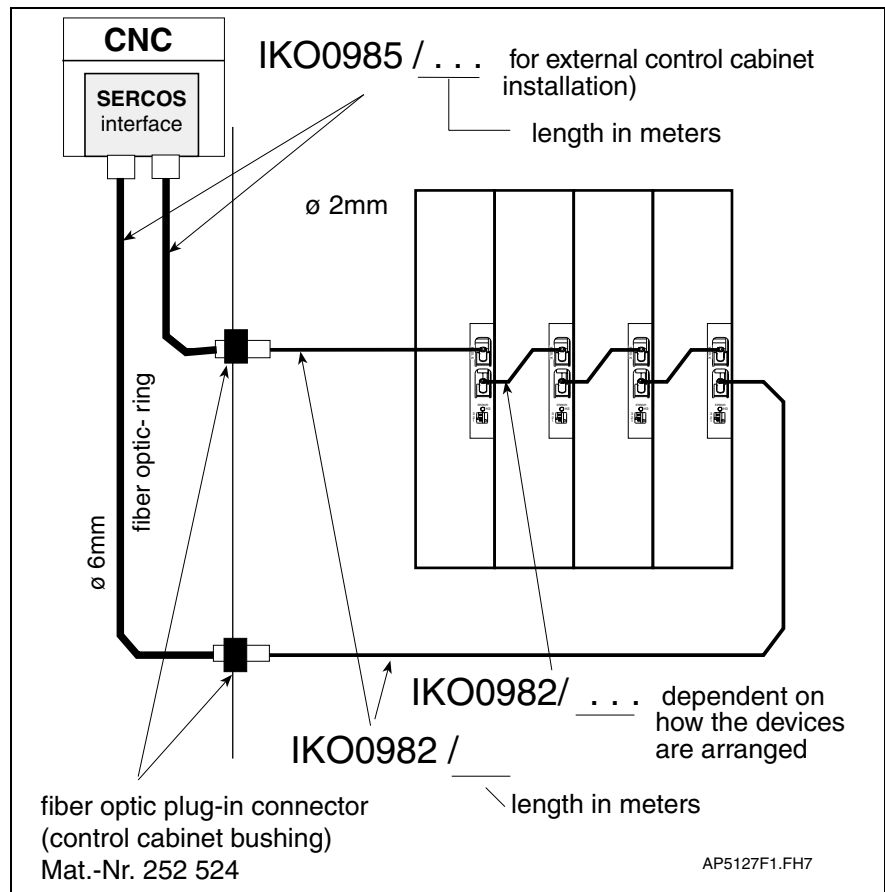 CNC
SERCOS
interface
IKO0985 / . . . for external control cabinet
installation)
length in meters
ø 2mm
fiber optic- ring
ø 6mm
IKO0982/ . . . dependent on
how the devices
are arranged
IKO0982 /
length in meters
fiber optic plug-in connector
(control cabinet bushing)
Mat.-Nr. 252 524
AP5127F1.FH7